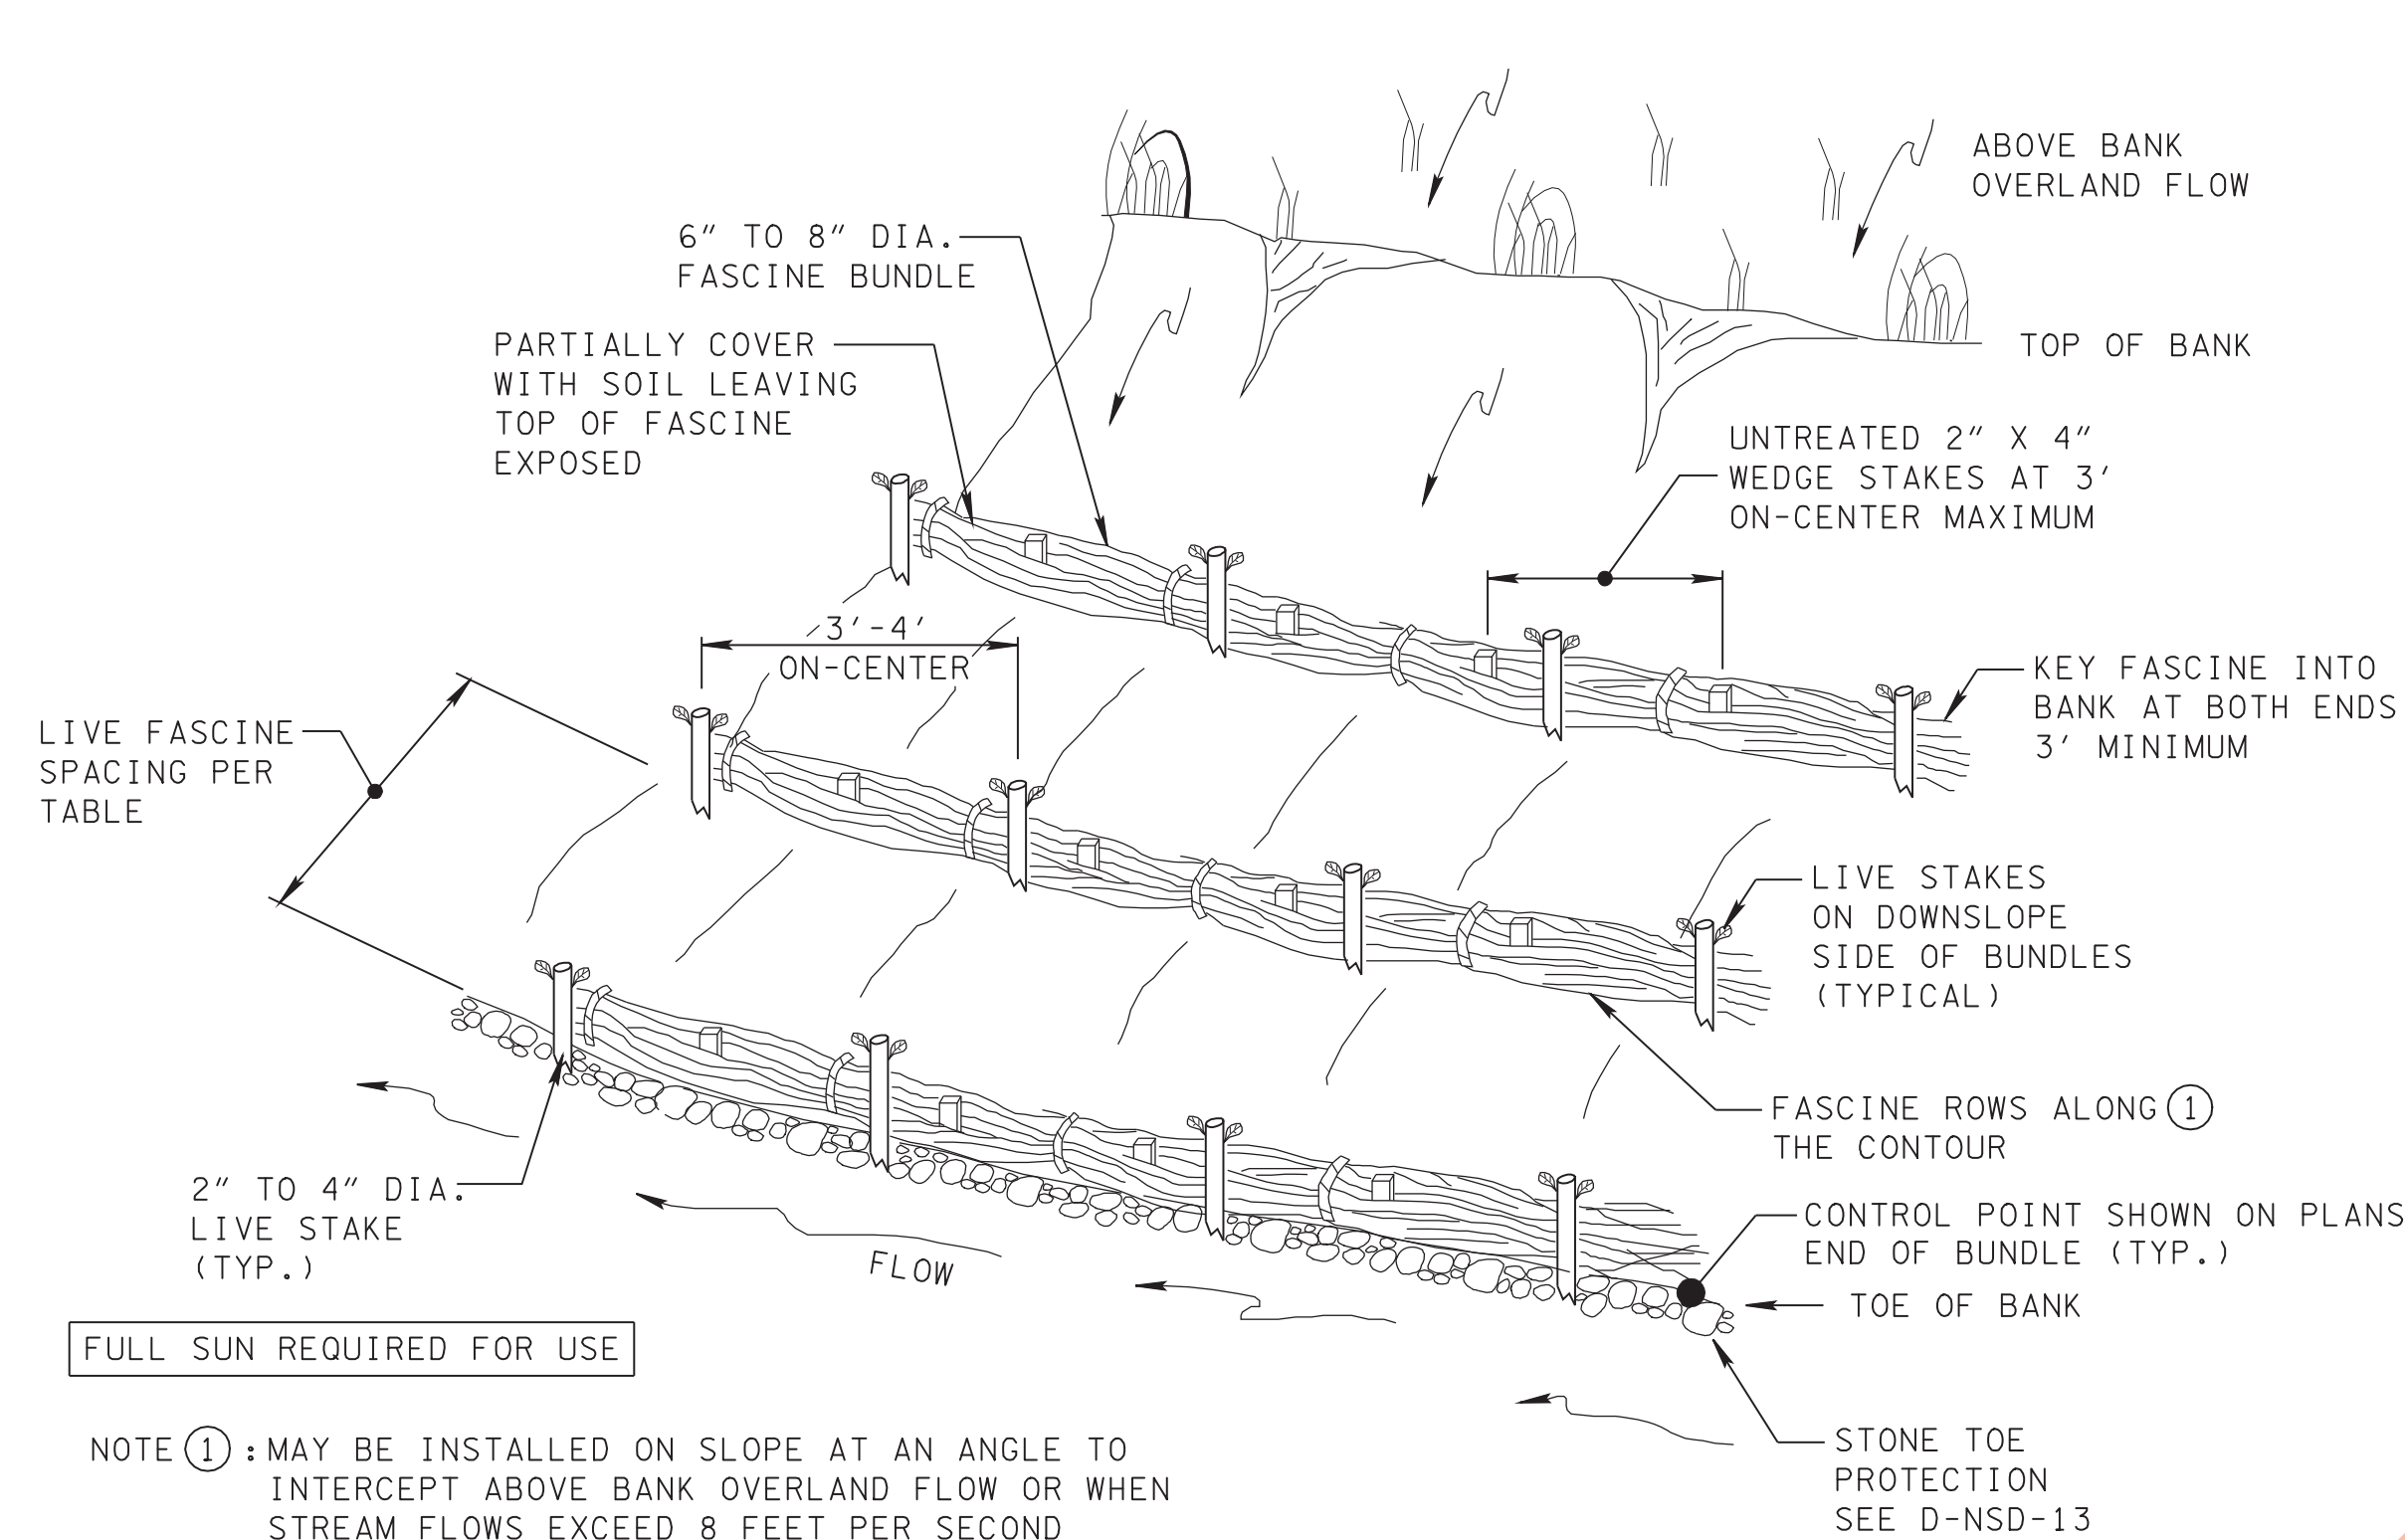 ABOVE BANK
OVERLAND FLOW
6" TO 8" DIA.
FASCINE BUNDLE
PARTIALLY COVER
WITH SOIL LEAVING
TOP OF FASCINE
EXPOSED
TOP OF BANK
UNTREATED 2" X 4"
WEDGE STAKES AT 3'
ON-CENTER MAXIMUM
3'-4'
ON-CENTER
KEY FASCINE INTO
BANK AT BOTH ENDS
3' MINIMUM
LIVE FASCINE
SPACING PER
TABLE
LIVE STAKES
ON DOWNSLOPE
SIDE OF BUNDLES
(TYPICAL)
FASCINE ROWS ALONG 1
THE CONTOUR
2" TO 4" DIA.
LIVE STAKE
(TYP.)
CONTROL POINT SHOWN ON PLANS
END OF BUNDLE (TYP.)
FLOW
TOE OF BANK
FULL SUN REQUIRED FOR USE
STONE TOE
PROTECTION
SEE D-NSD-13
NOTE 1 : MAY BE INSTALLED ON SLOPE AT AN ANGLE TO
INTERCEPT ABOVE BANK OVERLAND FLOW OR WHEN
STREAM FLOWS EXCEED 8 FEET PER SECOND